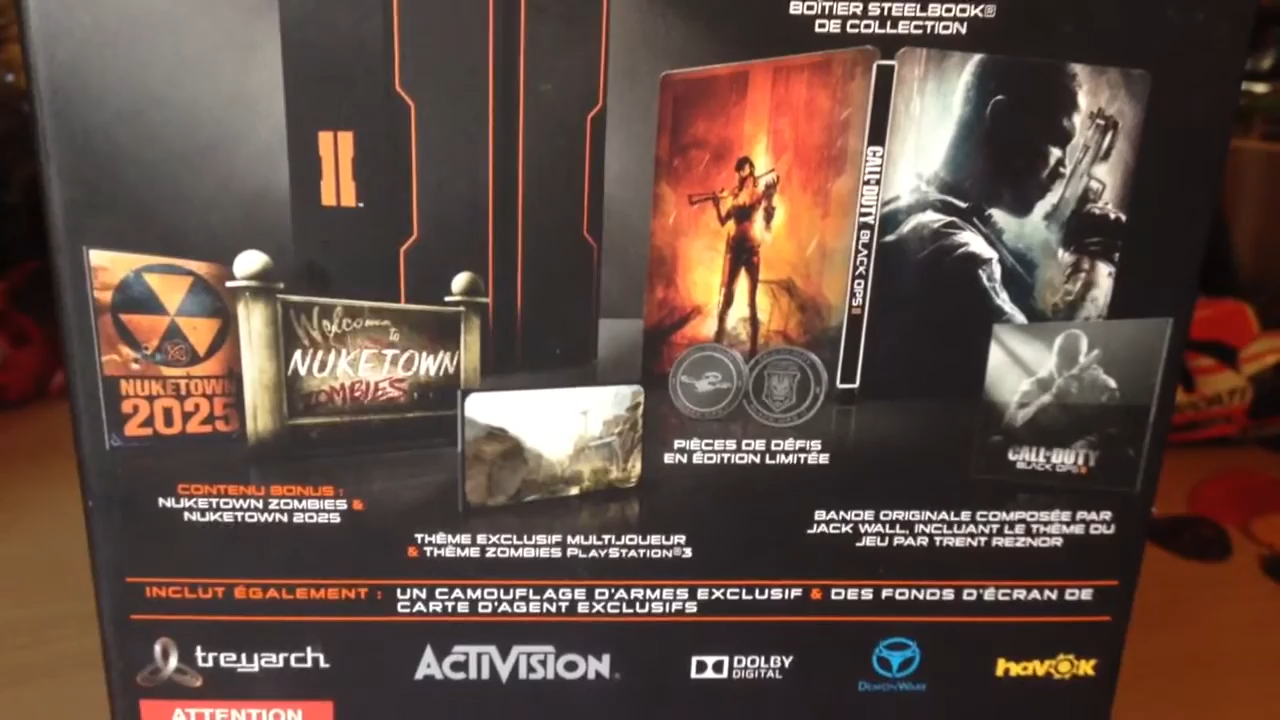 BOÎTIER STEELBOOK®
DE COLLECTION
II
CALL OF DUTY BLACK OPS II
NUKETOWN
2025
Welcome
to
NUKETOWN
ZOMBIES
PIÈCES DE DÉFIS
EN ÉDITION LIMITÉE
CALL OF DUTY
BLACK OPS II
CONTENU BONUS :
NUKETOWN ZOMBIES &
NUKETOWN 2025
THÈME EXCLUSIF MULTIJOUEUR
& THÈME ZOMBIES PLAYSTATION®3
BANDE ORIGINALE COMPOSÉE PAR
JACK WALL, INCLUANT LE THÈME DU
JEU PAR TRENT REZNOR
INCLUT ÉGALEMENT : UN CAMOUFLAGE D'ARMES EXCLUSIF & DES FONDS D'ÉCRAN DE
CARTE D'AGENT EXCLUSIFS
treyarch
ACTIVISION
DOLBY
DIGITAL
DEMONWARE
havok
ATTENTION